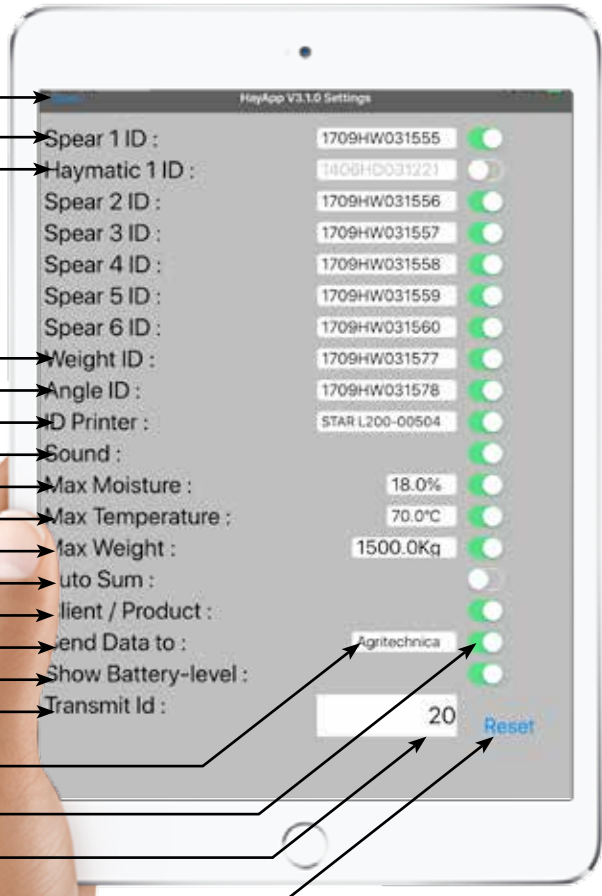 HayApp V3.1.0 Settings
Spear 1 ID : 1709HW031555
Haymatic 1 ID : 1406HD031221
Spear 2 ID : 1709HW031556
Spear 3 ID : 1709HW031557
Spear 4 ID : 1709HW031558
Spear 5 ID : 1709HW031559
Spear 6 ID : 1709HW031560
Weight ID : 1709HW031577
Angle ID : 1709HW031578
ID Printer : STAR L200-00504
Sound :
Max Moisture : 18.0%
Max Temperature : 70.0°C
Max Weight : 1500.0Kg
Auto Sum :
Client / Product :
Send Data to : Agritechnica
Show Battery-level :
Transmit Id : 20
Reset